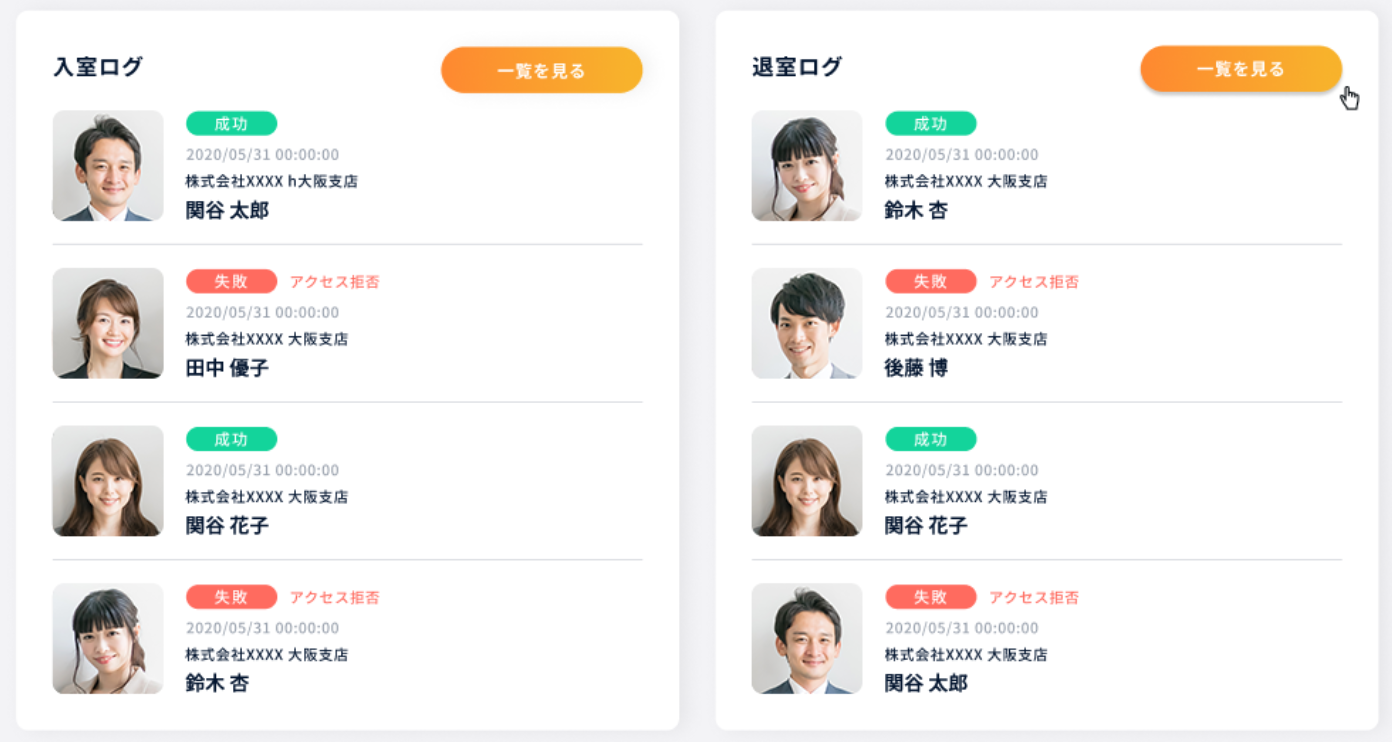 入室ログ
一覧を見る
成功
2020/05/31 00:00:00
株式会社XXXX h大阪支店
関谷 太郎
失敗 アクセス拒否
2020/05/31 00:00:00
株式会社XXXX 大阪支店
田中 優子
成功
2020/05/31 00:00:00
株式会社XXXX 大阪支店
関谷 花子
失敗 アクセス拒否
2020/05/31 00:00:00
株式会社XXXX 大阪支店
鈴木 杏
退室ログ
一覧を見る
成功
2020/05/31 00:00:00
株式会社XXXX 大阪支店
鈴木 杏
失敗 アクセス拒否
2020/05/31 00:00:00
株式会社XXXX 大阪支店
後藤 博
成功
2020/05/31 00:00:00
株式会社XXXX 大阪支店
関谷 花子
失敗 アクセス拒否
2020/05/31 00:00:00
株式会社XXXX 大阪支店
関谷 太郎